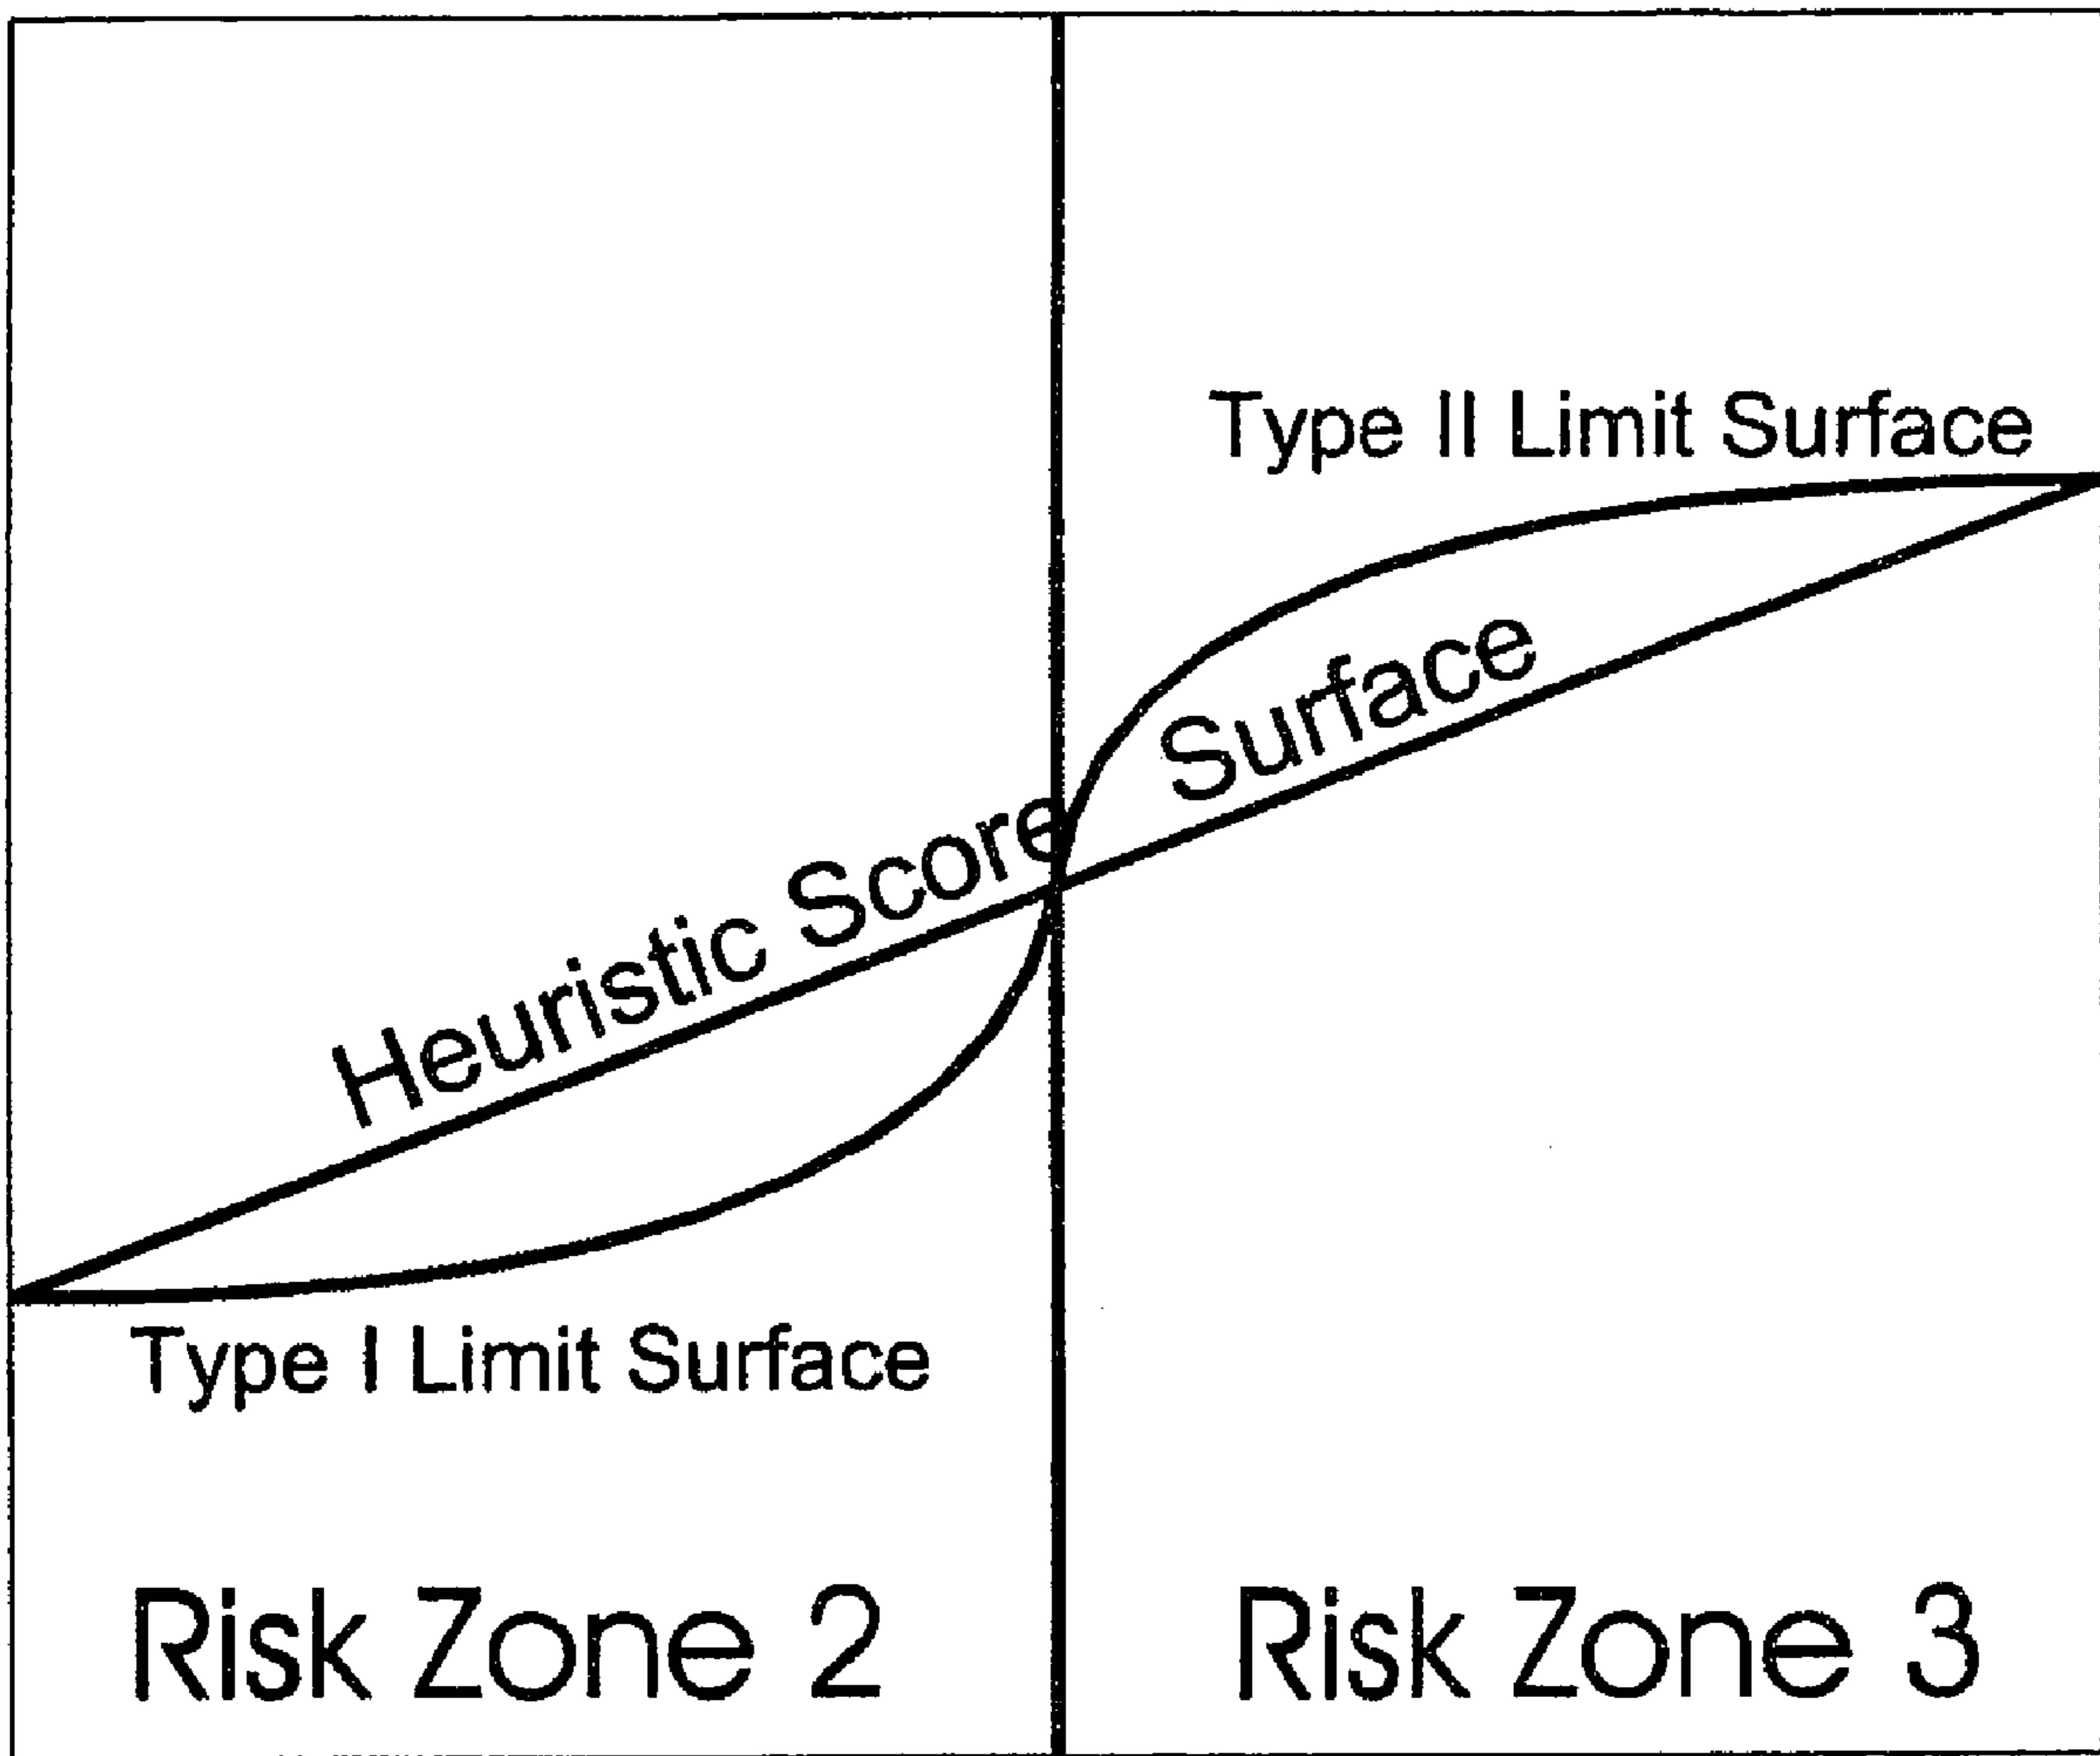 Type II Limit Surface
Heuristic Score Surface
Type I Limit Surface
Risk Zone 2
Risk Zone 3